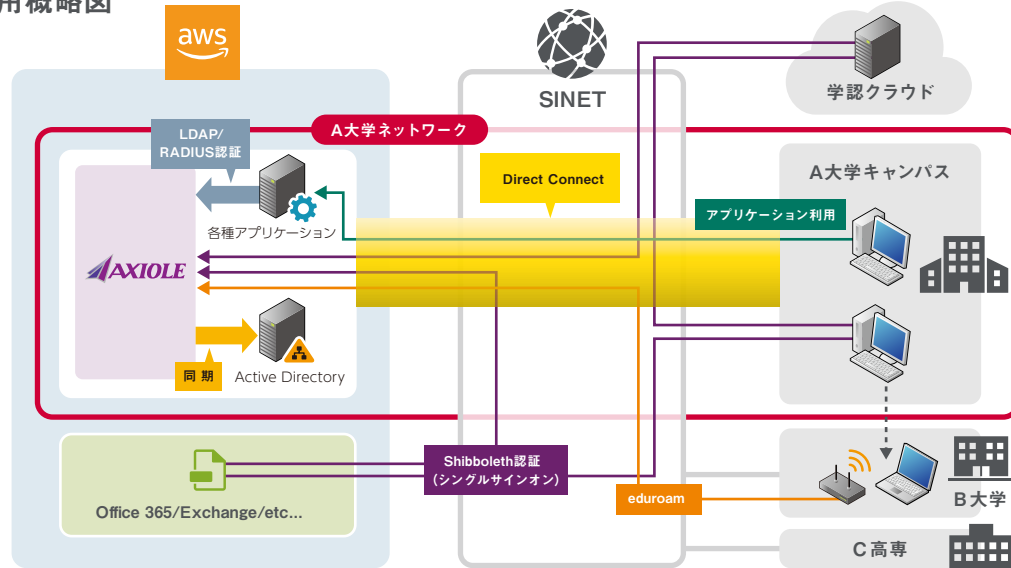 用概略図
aws
SINET
学認クラウド
A大学ネットワーク
LDAP/
RADIUS認証
Direct Connect
A大学キャンパス
アプリケーション利用
各種アプリケーション
AXIOLE
同期
Active Directory
Shibboleth認証
(シングルサインオン)
Office 365/Exchange/etc...
eduroam
B大学
C高専